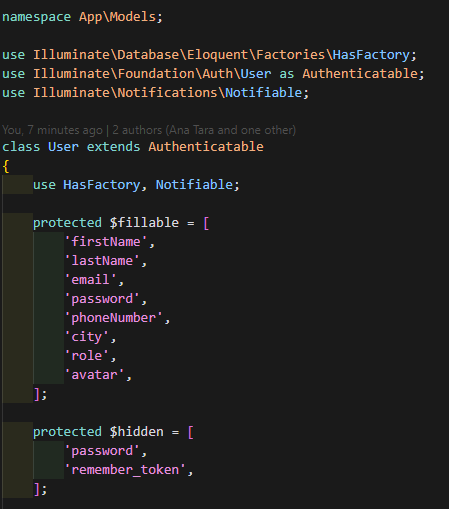 namespace App\Models;
use Illuminate\Database\Eloquent\Factories\HasFactory;
use Illuminate\Foundation\Auth\User as Authenticatable;
use Illuminate\Notifications\Notifiable;
You, 7 minutes ago | 2 authors (Ana Tara and one other)
class User extends Authenticatable
{
    use HasFactory, Notifiable;
    protected $fillable = [
        'firstName',
        'lastName',
        'email',
        'password',
        'phoneNumber',
        'city',
        'role',
        'avatar',
    ];
    protected $hidden = [
        'password',
        'remember_token',
    ];